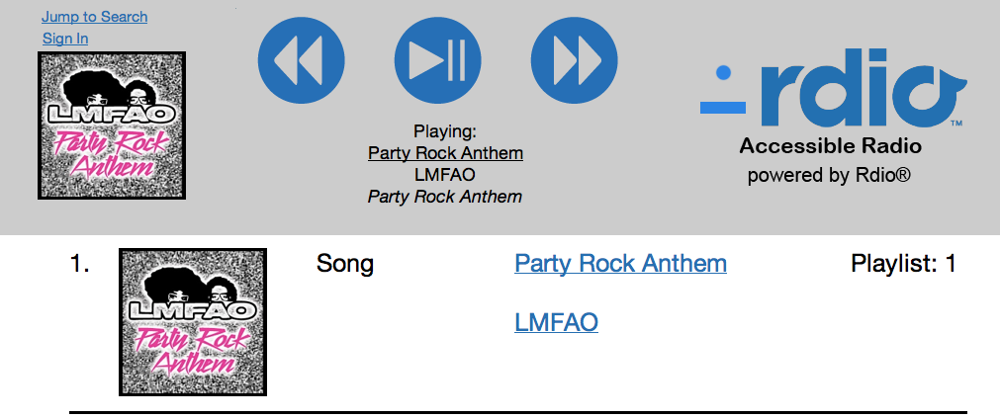 Jump to Search
Sign In
LMFAO
Party Rock
Anthem
Playing:
Party Rock Anthem
LMFAO
Party Rock Anthem
rdio™
Accessible Radio
powered by Rdio®
1.
LMFAO
Party Rock
Anthem
Song
Party Rock Anthem
Playlist: 1
LMFAO